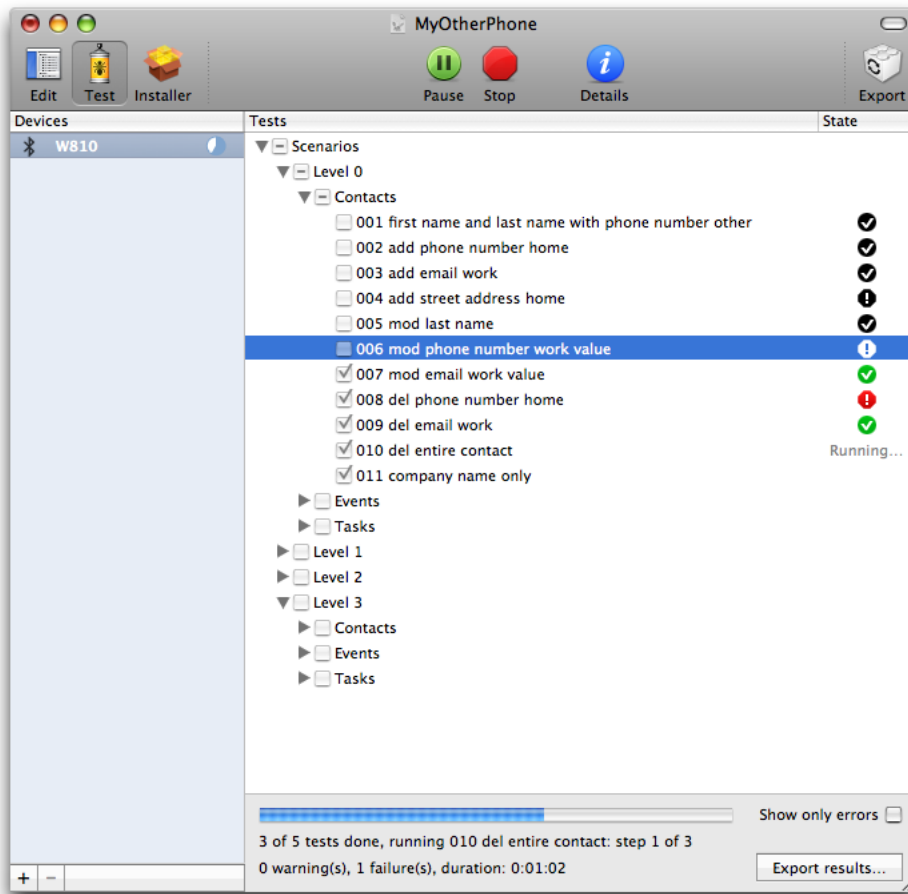 MyOtherPhone
Edit Test Installer Pause Stop Details Export
Devices Tests State
W810
Scenarios
Level 0
Contacts
001 first name and last name with phone number other
002 add phone number home
003 add email work
004 add street address home
005 mod last name
006 mod phone number work value
007 mod email work value
008 del phone number home
009 del email work
010 del entire contact Running...
011 company name only
Events
Tasks
Level 1
Level 2
Level 3
Contacts
Events
Tasks
Show only errors
3 of 5 tests done, running 010 del entire contact: step 1 of 3
0 warning(s), 1 failure(s), duration: 0:01:02
Export results...